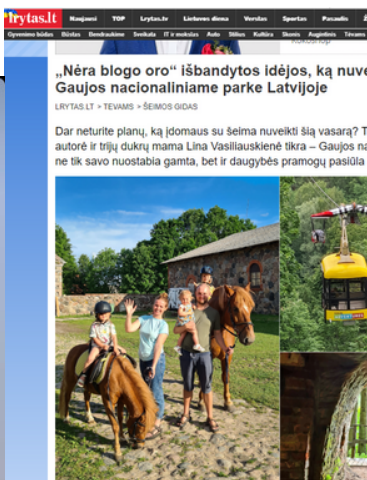 lrytas.lt Naujausi TOP Lrytas.tv Lietuvos diena Verslas Sportas Pasaulis
Gyvenimo būdas Būstas Bendraukime Sveikata IT ir mokslas Auto Stilius Kultūra Skonis Augintinis Tėvams
„Nėra blogo oro“ išbandytos idėjos, ką nuve
Gaujos nacionaliniame parke Latvijoje
LRYTAS.LT > TĖVAMS > ŠEIMOS GIDAS
Dar neturite planų, ką įdomaus su šeima nuveikti šią vasarą? T
autorė ir trijų dukrų mama Lina Vasiliauskienė tikra – Gaujos na
ne tik savo nuostabia gamta, bet ir daugybės pramogų pasiūla